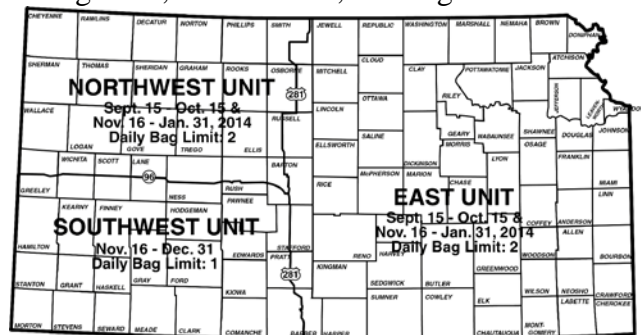 CHEYENNE RAWLINS DECATUR NORTON PHILLIPS SMITH JEWELL REPUBLIC WASHINGTON MARSHALL NEMAHA BROWN
DONIPHAN
ATCHISON
SHERMAN THOMAS SHERIDAN GRAHAM ROOKS OSBORNE MITCHELL CLOUD CLAY RILEY POTTAWATOMIE JACKSON JEFFERSON
NORTHWEST UNIT
Sept. 15 - Oct. 15 &
Nov. 16 - Jan. 31, 2014
Daily Bag Limit: 2
281
WALLACE LOGAN GOVE TREGO ELLIS RUSSELL LINCOLN OTTAWA
ELLSWORTH SALINE DICKINSON GEARY MORRIS WABAUNSEE SHAWNEE OSAGE DOUGLAS JOHNSON
GREELEY WICHITA SCOTT LANE NESS RUSH BARTON RICE McPHERSON MARION CHASE LYON FRANKLIN MIAMI
96
EAST UNIT
Sept. 15 - Oct. 15 &
Nov. 16 - Jan. 31, 2014
Daily Bag Limit: 2
HAMILTON KEARNY FINNEY HODGEMAN PAWNEE
SOUTHWEST UNIT
Nov. 16 - Dec. 31
Daily Bag Limit: 1
EDWARDS STAFFORD RENO HARVEY COFFEY ANDERSON LINN
STANTON GRANT HASKELL GRAY FORD KIOWA PRATT KINGMAN SEDGWICK BUTLER GREENWOOD WOODSON ALLEN BOURBON
281
MORTON STEVENS SEWARD MEADE CLARK COMANCHE BARBER HARPER SUMNER COWLEY ELK WILSON NEOSHO CRAWFORD
CHAUTAUQUA MONTGOMERY LABETTE CHEROKEE